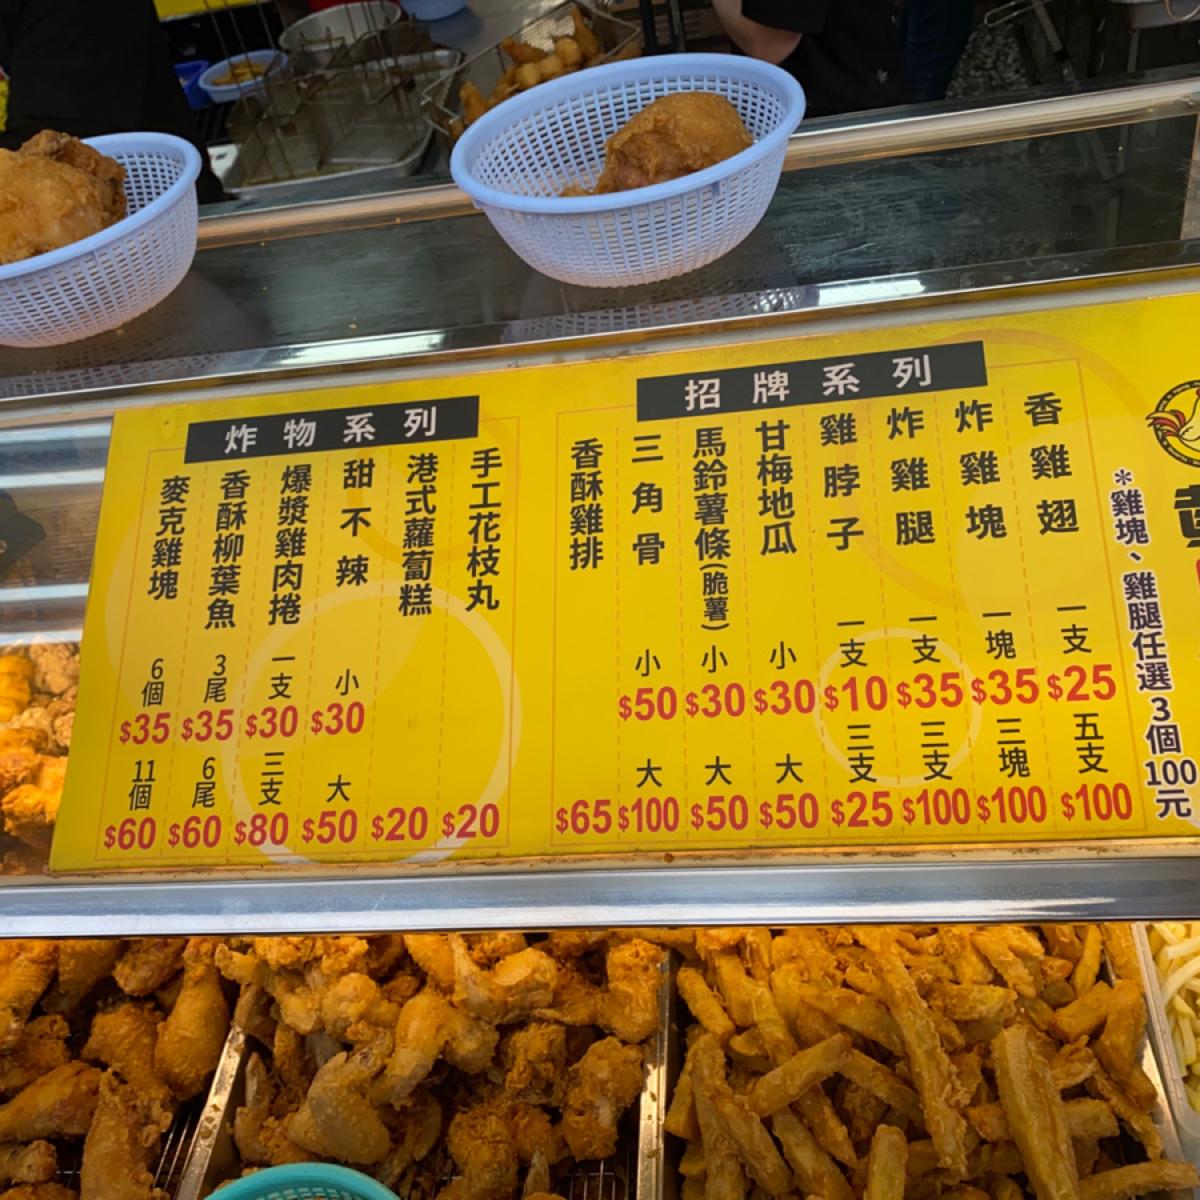 招牌系列
香雞翅 一支 $25 五支 $100
炸雞塊 一塊 $35 三塊 $100
炸雞腿 一支 $35 三支 $100
雞脖子 一支 $10 三支 $25
甘梅地瓜 小 $30 大 $50
馬鈴薯條(脆薯) 小 $30 大 $50
三角骨 小 $50 大 $100
香酥雞排 $65
炸物系列
手工花枝丸 $20
港式蘿蔔糕 $20
甜不辣 小 $30 大 $50
爆漿雞肉捲 一支 $30 三支 $80
香酥柳葉魚 3尾 $35 6尾 $60
麥克雞塊 6個 $35 11個 $60
*雞塊、雞腿任選3個100元